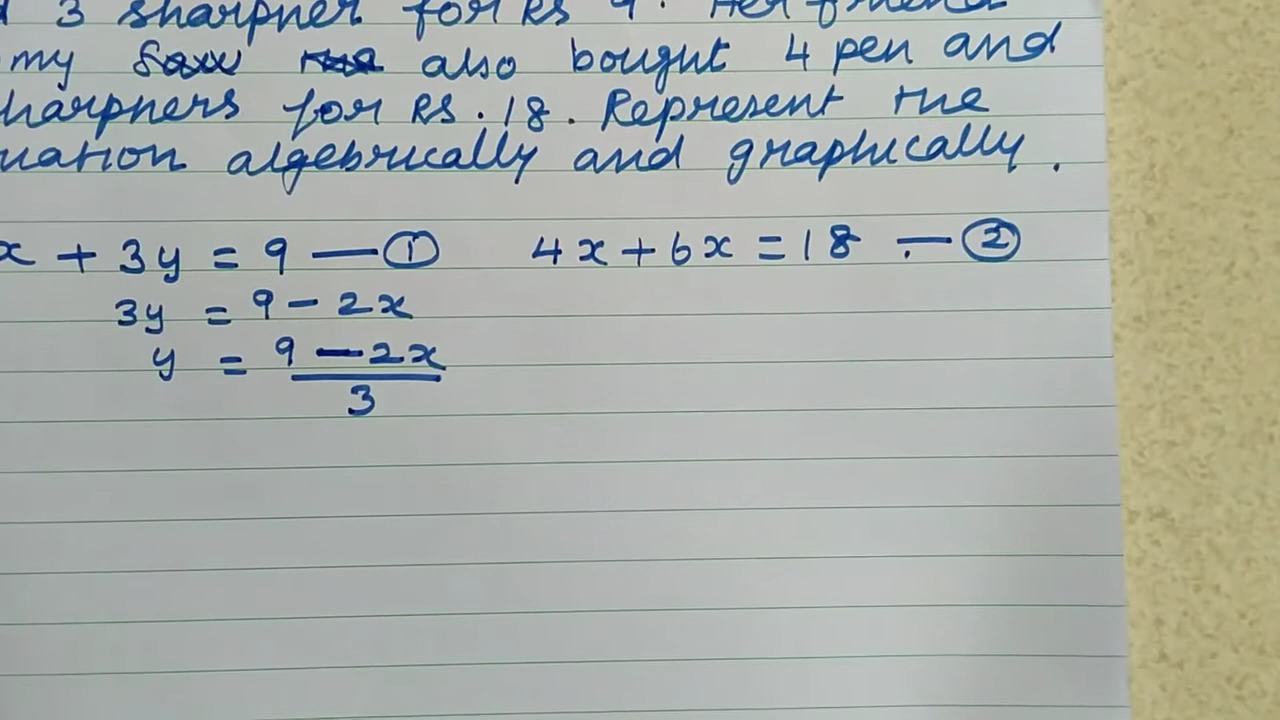 3 sharpner for Rs 9. Her friend
my also bought 4 pen and
harpners for Rs. 18. Represent the
uation algebrically and graphically.
x + 3y = 9 — ① 4x + 6x = 18 . — ②
3y = 9 - 2x
y = 9 - 2x
3